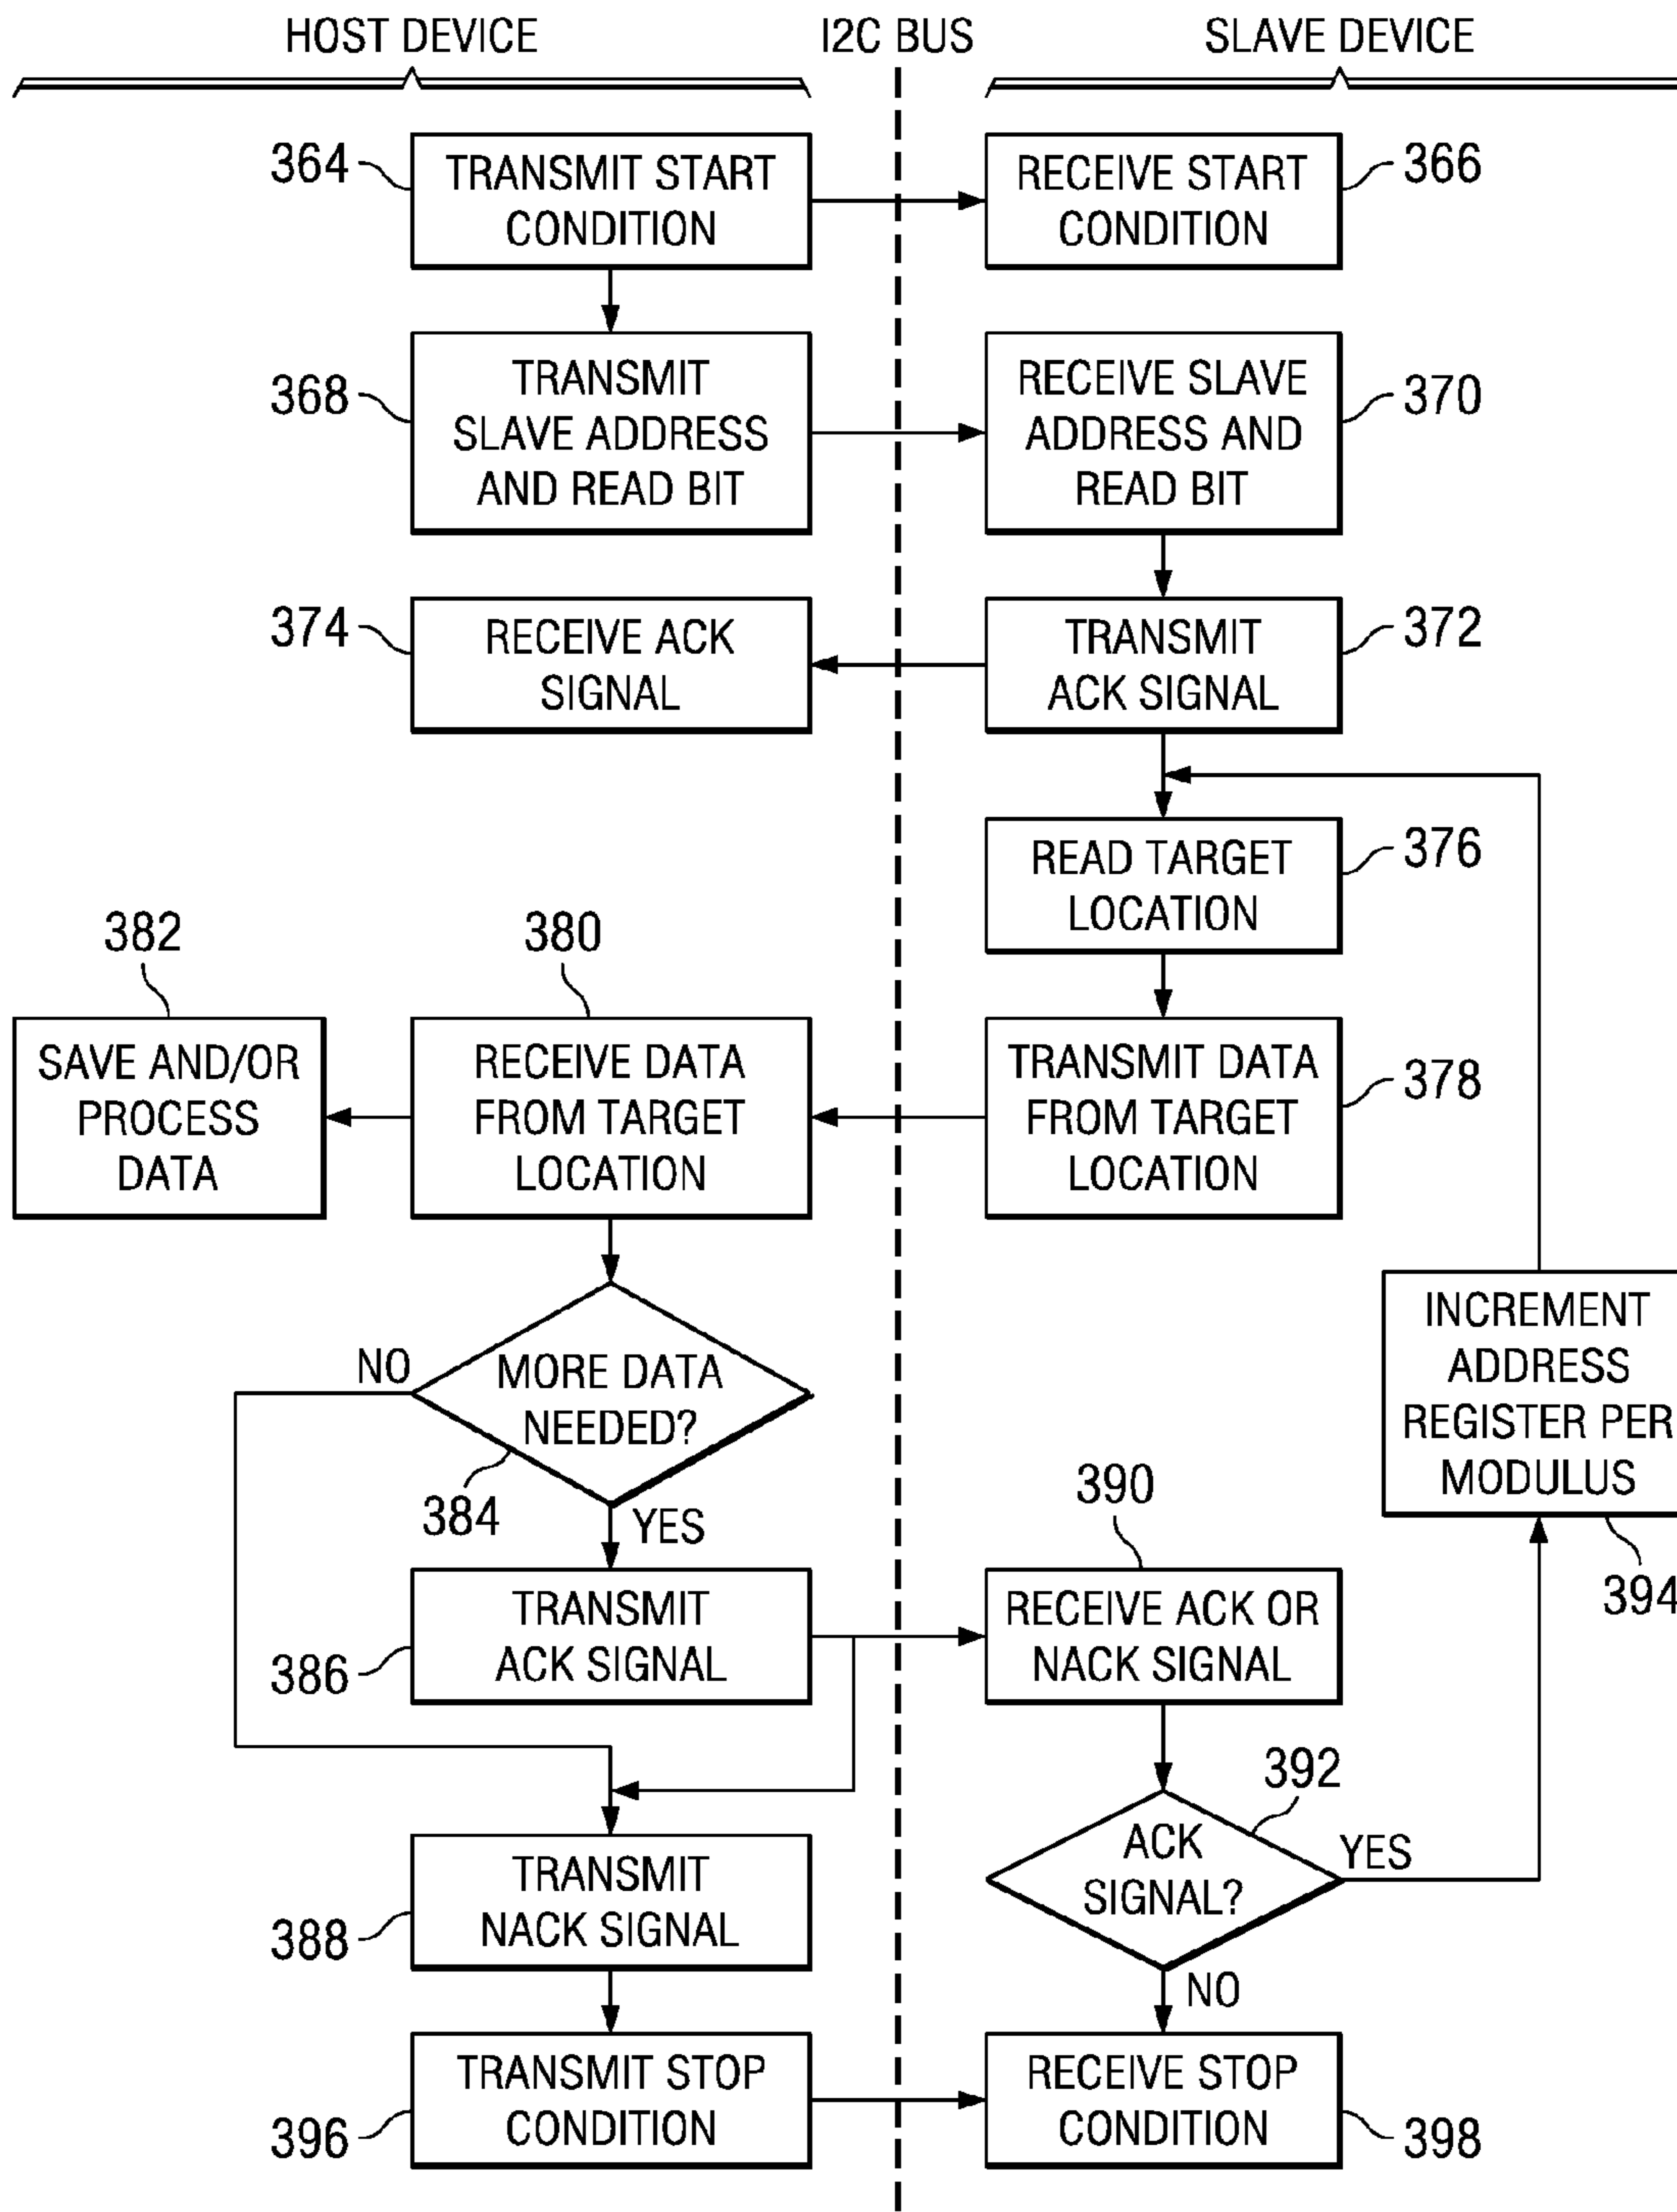 HOST DEVICE
I2C BUS
SLAVE DEVICE
364
TRANSMIT START
CONDITION
RECEIVE START
CONDITION
366
368
TRANSMIT
SLAVE ADDRESS
AND READ BIT
RECEIVE SLAVE
ADDRESS AND
READ BIT
370
374
RECEIVE ACK
SIGNAL
TRANSMIT
ACK SIGNAL
372
READ TARGET
LOCATION
376
382
380
SAVE AND/OR
PROCESS
DATA
RECEIVE DATA
FROM TARGET
LOCATION
TRANSMIT DATA
FROM TARGET
LOCATION
378
NO
MORE DATA
NEEDED?
384
YES
INCREMENT
ADDRESS
REGISTER PER
MODULUS
394
390
386
TRANSMIT
ACK SIGNAL
RECEIVE ACK OR
NACK SIGNAL
392
ACK
SIGNAL?
YES
NO
388
TRANSMIT
NACK SIGNAL
396
TRANSMIT STOP
CONDITION
RECEIVE STOP
CONDITION
398